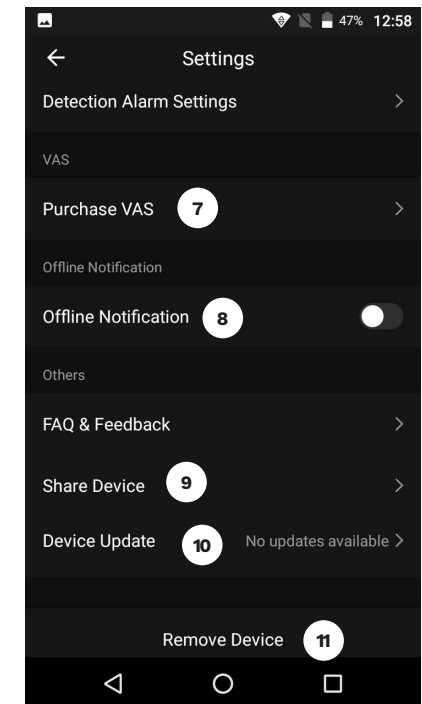 47% 12:58
Settings
Detection Alarm Settings
VAS
Purchase VAS 7
Offline Notification
Offline Notification 8
Others
FAQ & Feedback
Share Device 9
Device Update 10 No updates available
Remove Device 11